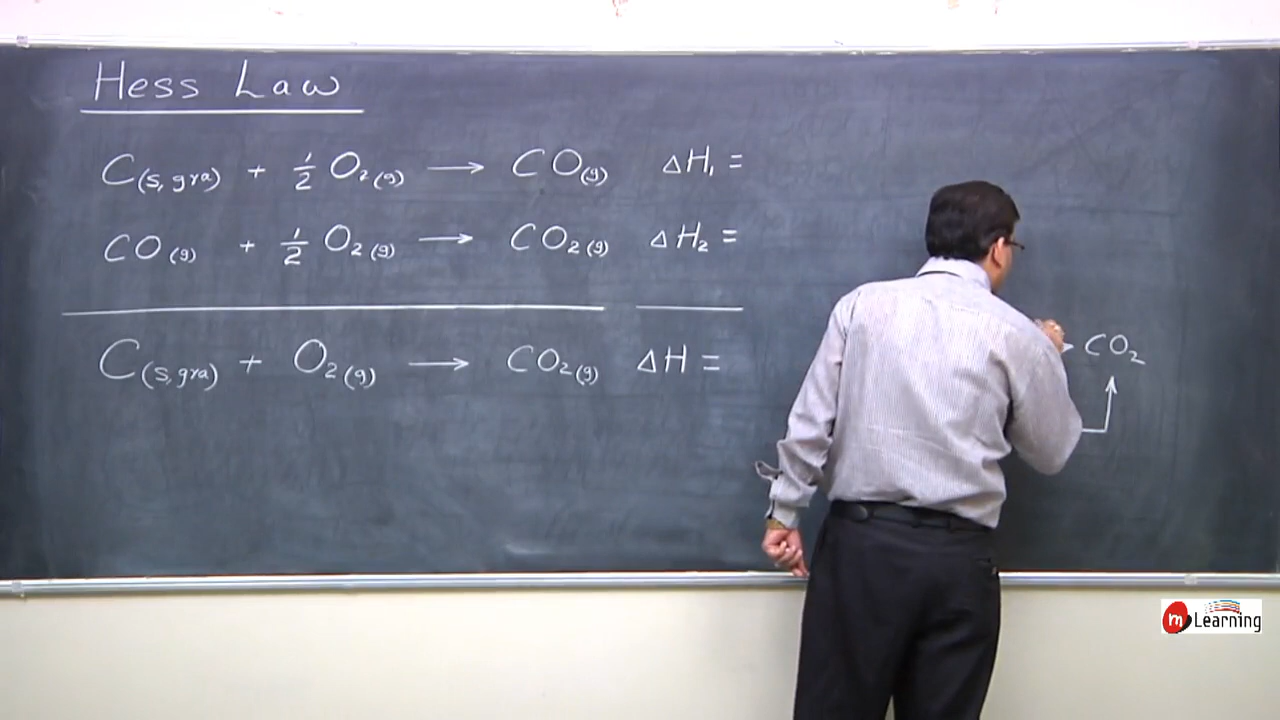 Hess Law
C(s, gra) + 1/2 O₂(g) → CO(g) ΔH₁ =
CO(g) + 1/2 O₂(g) → CO₂(g) ΔH₂ =
C(s, gra) + O₂(g) → CO₂(g) ΔH =
CO₂
m Learning